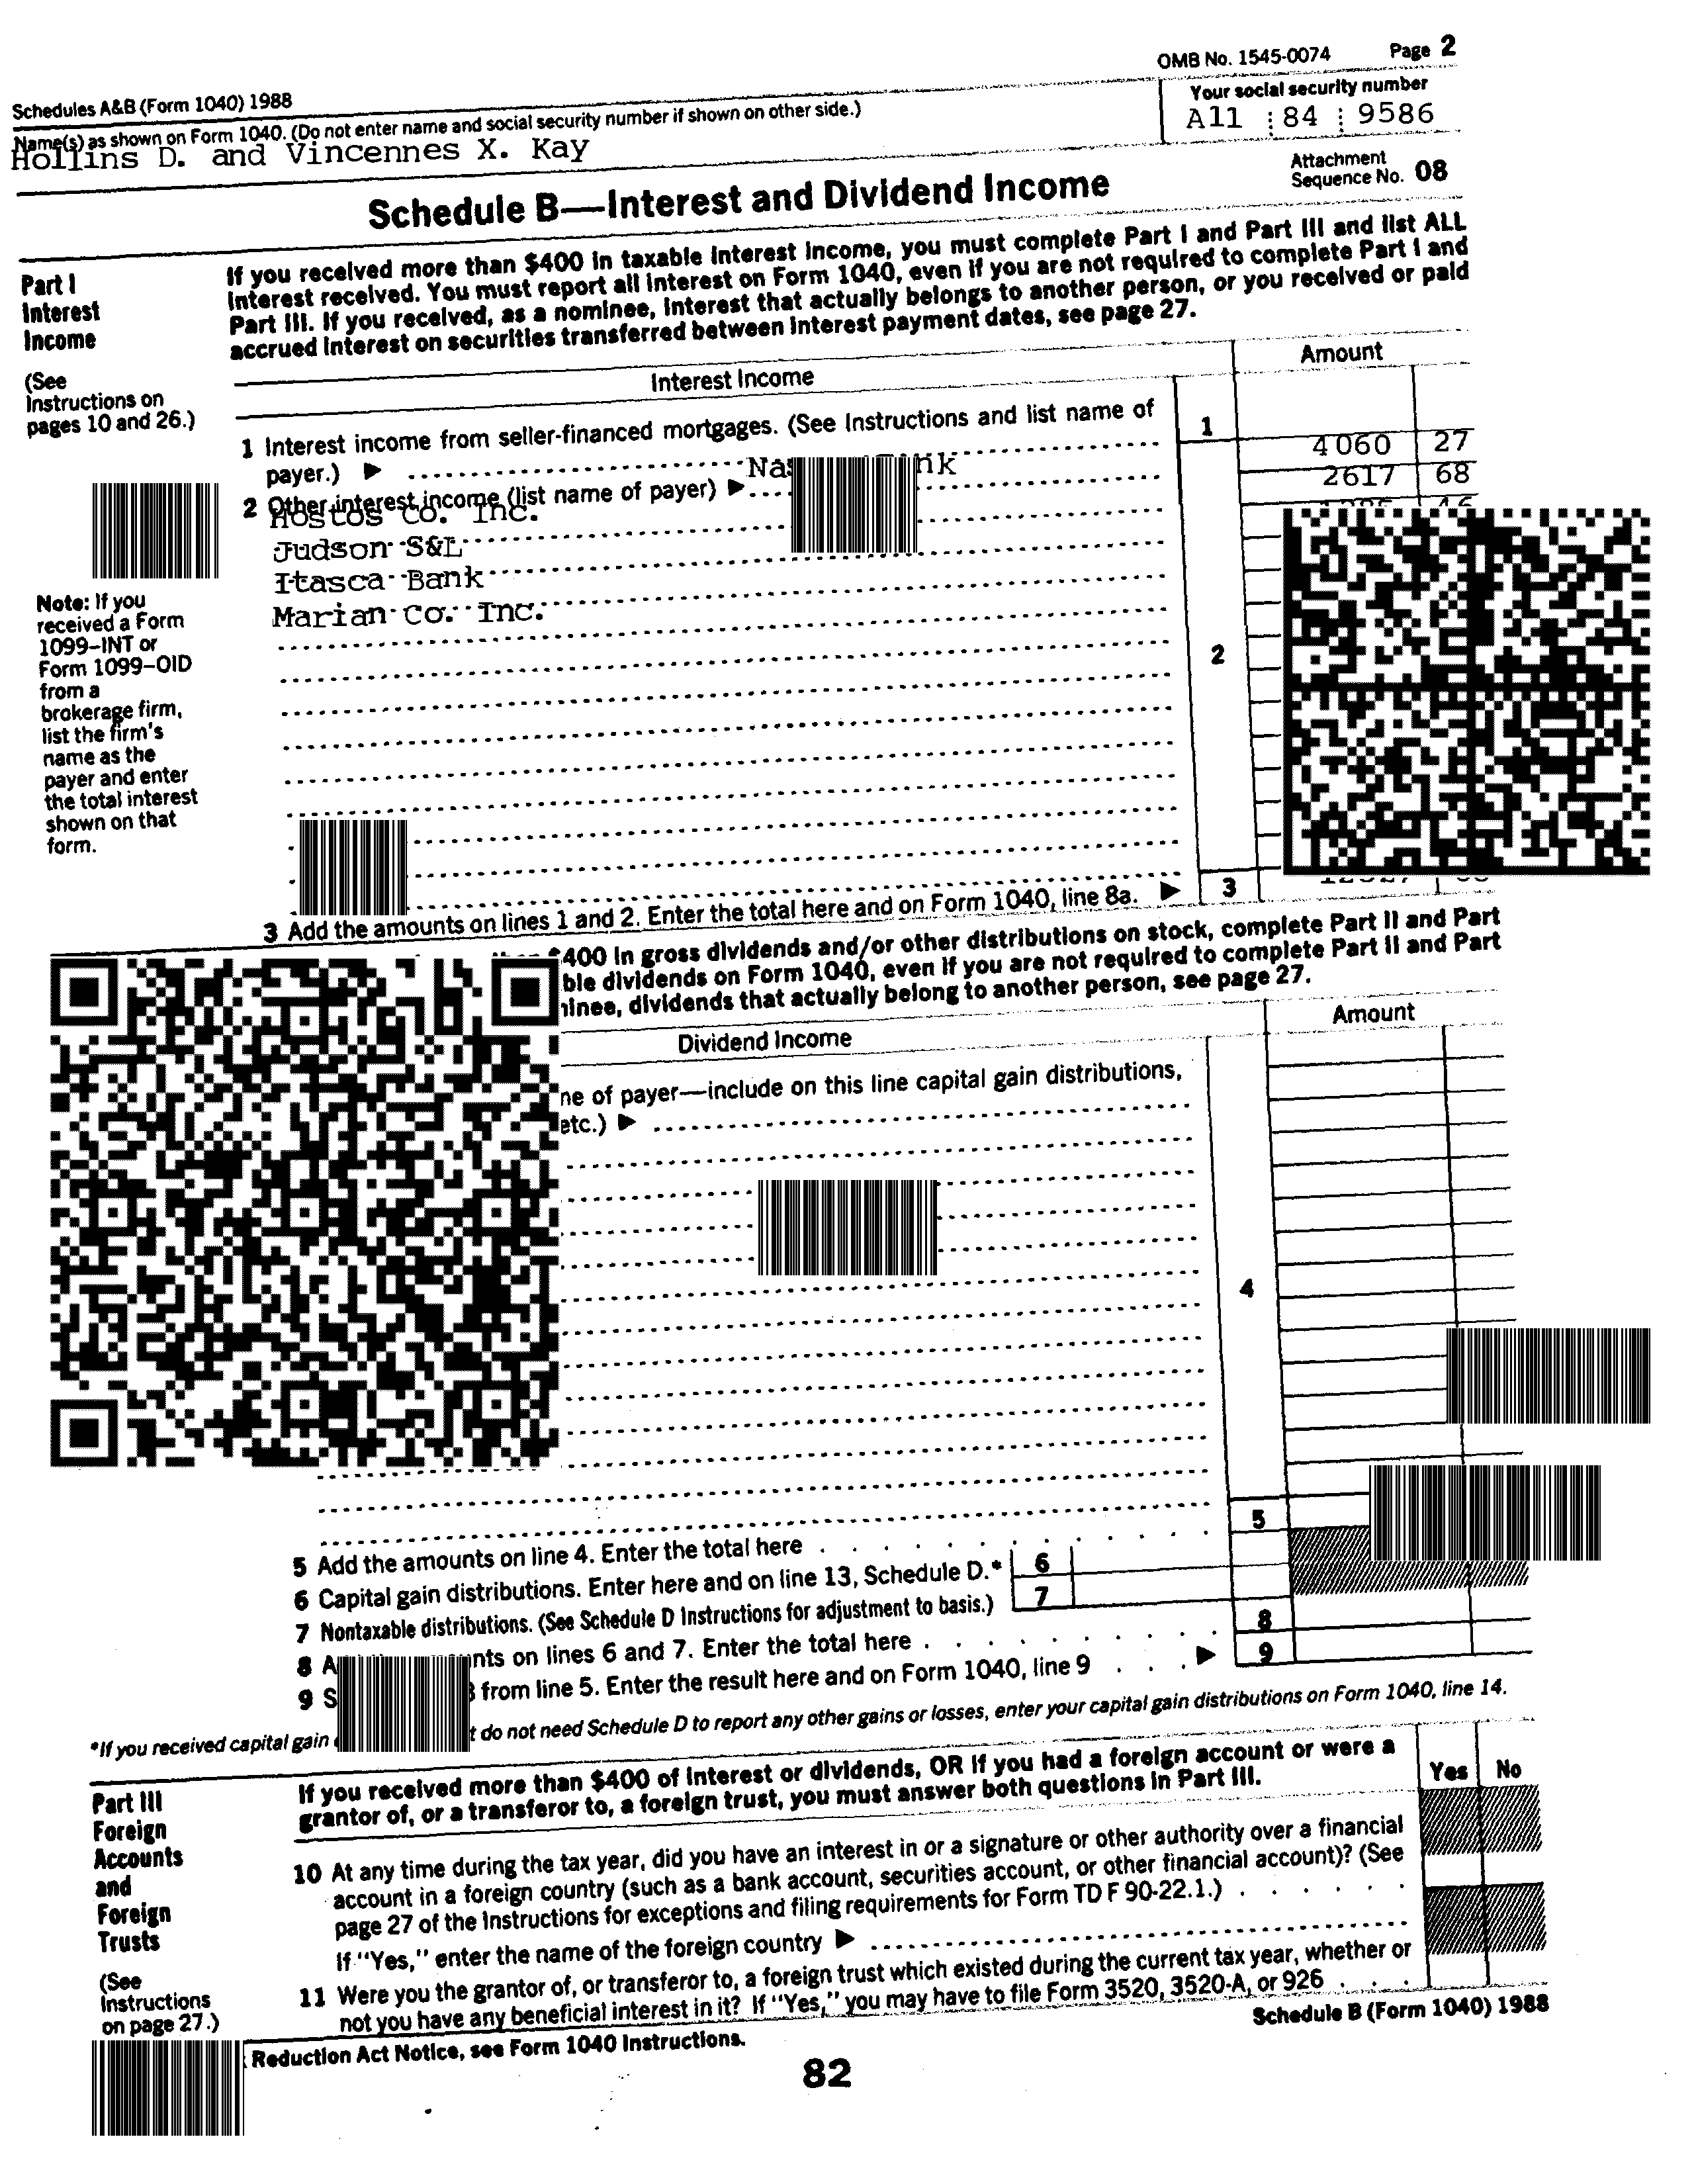 OMB No. 1545-0074 Page 2
Schedules A&B (Form 1040) 1988
Name(s) as shown on Form 1040. (Do not enter name and social security number if shown on other side.)
Your social security number
Hollins D. and Vincennes X. Kay
A11 84 9586
Schedule B—Interest and Dividend Income
Attachment
Sequence No. 08
Part I
Interest
Income
(See
Instructions on
pages 10 and 26.)
If you received more than $400 in taxable interest income, you must complete Part I and Part III and list ALL
interest received. You must report all interest on Form 1040, even if you are not required to complete Part I and
Part III. If you received, as a nominee, interest that actually belongs to another person, or you received or paid
accrued interest on securities transferred between interest payment dates, see page 27.
Interest Income
Amount
1 Interest income from seller-financed mortgages. (See Instructions and list name of
payer.) ▶
1
4060 27
2 Other interest income (list name of payer) ▶
2617 68
Hostos Co. Inc.
Judson S&L
Itasca Bank
Marian Co. Inc.
2
Note: If you
received a Form
1099–INT or
Form 1099–OID
from a
brokerage firm,
list the firm's
name as the
payer and enter
the total interest
shown on that
form.
3 Add the amounts on lines 1 and 2. Enter the total here and on Form 1040, line 8a. ▶ 3
$400 in gross dividends and/or other distributions on stock, complete Part II and Part
dividends on Form 1040, even if you are not required to complete Part II and Part
dividends that actually belong to another person, see page 27.
Dividend Income
Amount
of payer—include on this line capital gain distributions,
etc.) ▶
4
5 Add the amounts on line 4. Enter the total here . . . 5
6 Capital gain distributions. Enter here and on line 13, Schedule D.* 6
7 Nontaxable distributions. (See Schedule D Instructions for adjustment to basis.) 7
8 on lines 6 and 7. Enter the total here . . . 8
9 from line 5. Enter the result here and on Form 1040, line 9 . . . ▶ 9
*If you received capital gain do not need Schedule D to report any other gains or losses, enter your capital gain distributions on Form 1040, line 14.
Part III
Foreign
Accounts
and
Foreign
Trusts
(See
Instructions
on page 27.)
If you received more than $400 of interest or dividends, OR if you had a foreign account or were a
grantor of, or a transferor to, a foreign trust, you must answer both questions in Part III.
Yes No
10 At any time during the tax year, did you have an interest in or a signature or other authority over a financial
account in a foreign country (such as a bank account, securities account, or other financial account)? (See
page 27 of the Instructions for exceptions and filing requirements for Form TD F 90-22.1.) . . .
If "Yes," enter the name of the foreign country ▶
11 Were you the grantor of, or transferor to, a foreign trust which existed during the current tax year, whether or
not you have any beneficial interest in it? If "Yes," you may have to file Form 3520, 3520-A, or 926 . . .
Reduction Act Notice, see Form 1040 Instructions.
Schedule B (Form 1040) 1988
82